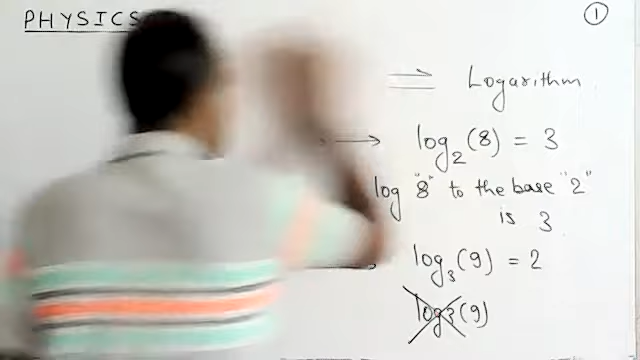 PHYSICS
1
⇒ Logarithm
→ log₂(8) = 3
log "8" to the base "2"
is 3
log₃(9) = 2
log3(9)